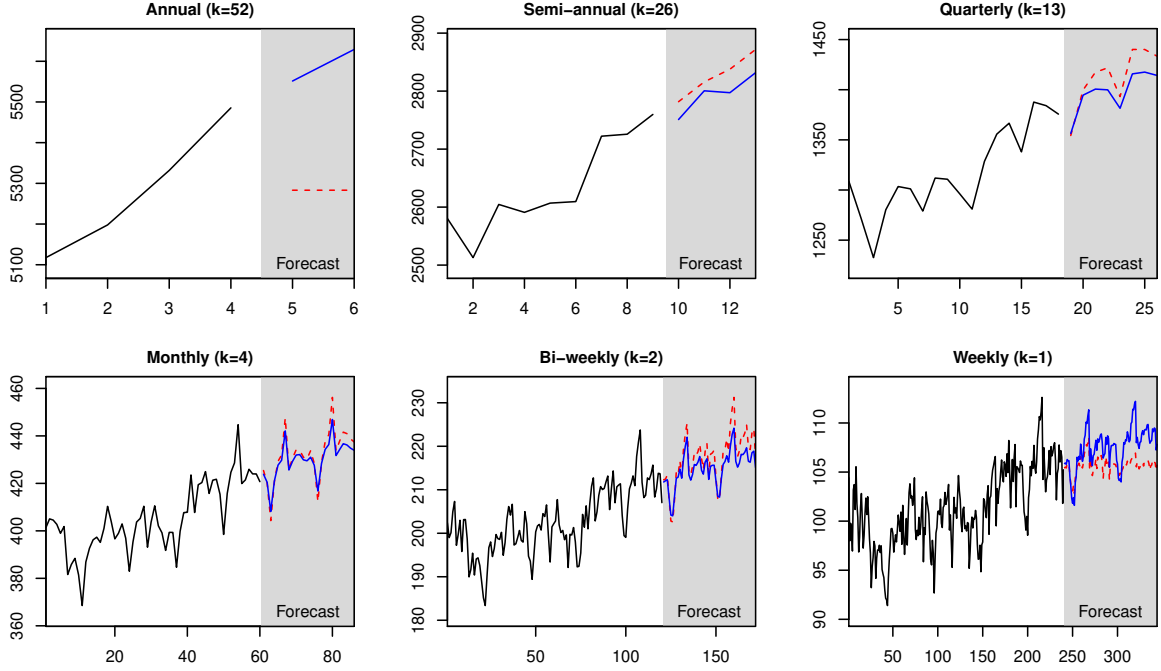 Annual (k=52)
5100 5300 5500
Forecast
1 2 3 4 5 6
Semi−annual (k=26)
2500 2600 2700 2800 2900
Forecast
2 4 6 8 10 12
Quarterly (k=13)
1250 1350 1450
Forecast
5 10 15 20 25
Monthly (k=4)
360 380 400 420 440 460
Forecast
20 40 60 80
Bi−weekly (k=2)
180 190 200 210 220 230
Forecast
50 100 150
Weekly (k=1)
90 95 100 105 110
Forecast
0 50 100 150 200 250 300